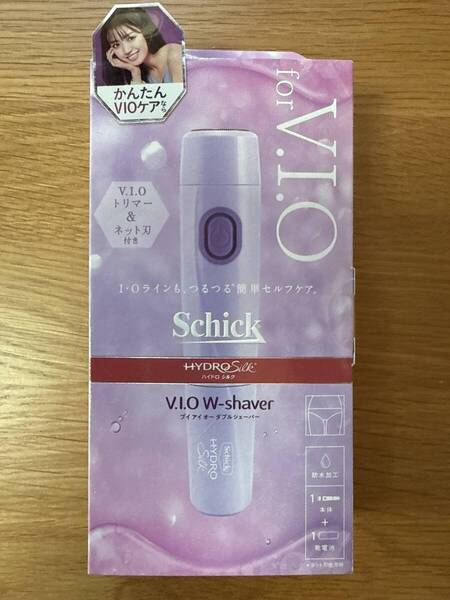 かんたん
VIOケアなら
for V.I.O
V.I.O
トリマー
&
ネット刃
付き
I・Oラインも、つるつる*簡単セルフケア。
Schick
HYDRO Silk®
ハイドロ シルク
V.I.O W-shaver
ブイ アイ オー ダブルシェーバー
Schick
HYDRO
Silk
防水加工
1
本体
+
1
乾電池